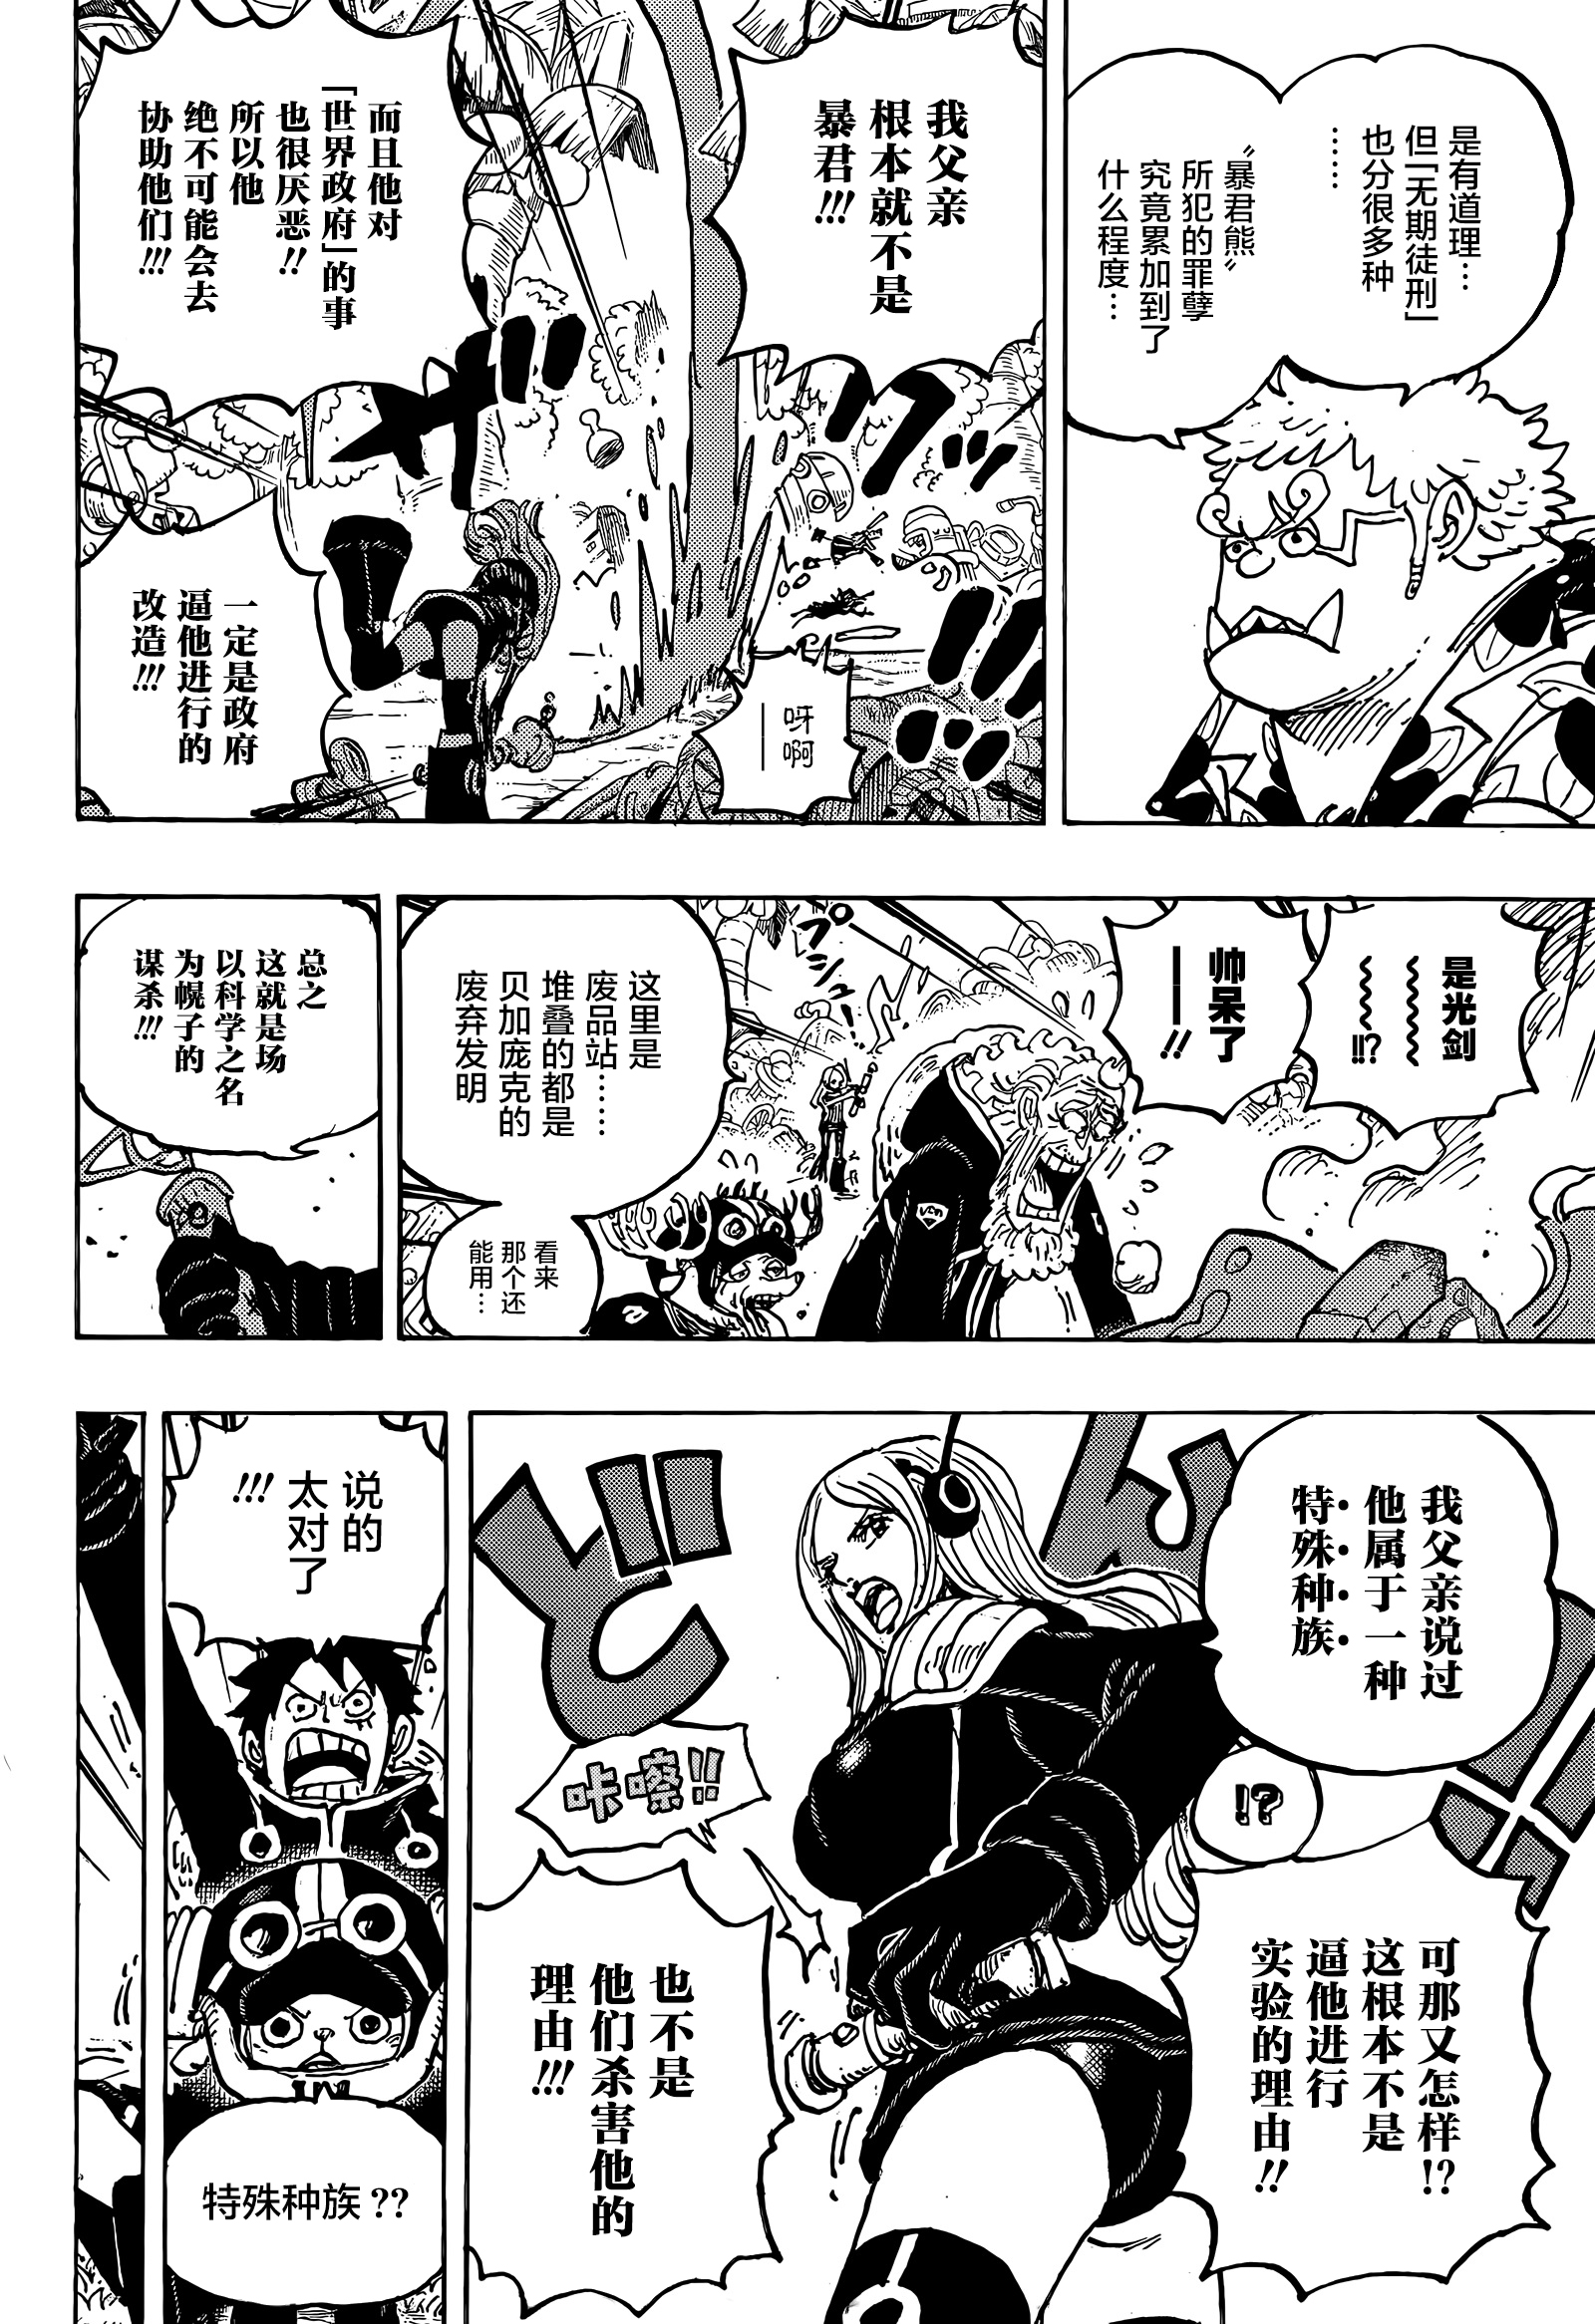 是有道理…
但「无期徒刑」
也分很多种
……
〝暴君熊〞
所犯的罪孽
究竟累加到了
什么程度…
我父亲
根本就不是
暴君!!!
而且他对
「世界政府」的事
也很厌恶!!
所以他
绝不可能会去
协助他们!!!
呀啊
——
一定是政府
逼他进行的
改造!!!
是光剑
~~~
~~~!!?
帅呆了
——!!
プシュー!
这里是
废品站……
堆叠的都是
贝加庞克的
废弃发明
看来
那个还
能用…
总之
这就是场
以科学之名
为幌子的
谋杀!!!
我父亲说过
他属于一种
特殊种族
!?
可那又怎样!?
这根本不是
逼他进行
实验的理由!!
ドン
咔嚓!!
也不是
他们杀害他的
理由!!!
说的
太对了
!!!
特殊种族??